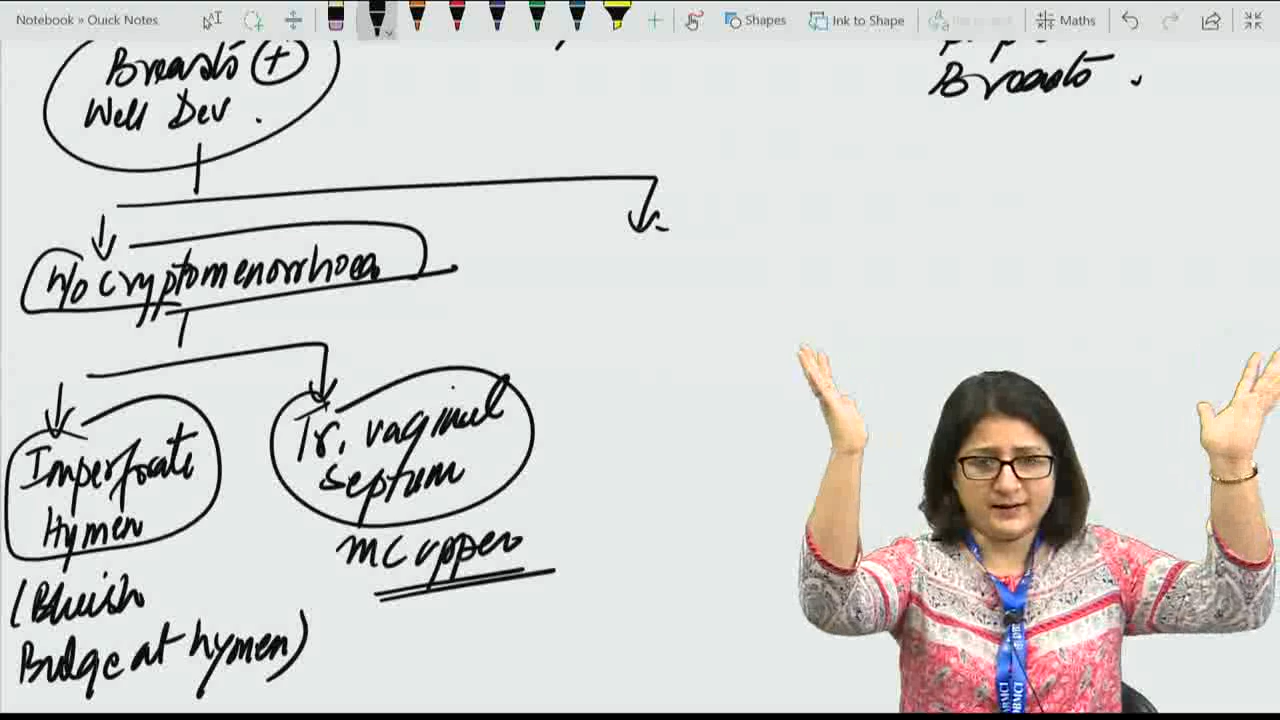 Notebook » Quick Notes
Shapes
Ink to Shape
Maths
Breasts (+)
Well Dev.
Breasts.
h/o Cryptomenorrhoea
Imperforate
Hymen
(Bluish
Bulge at hymen)
Tr. vaginal
septum
MC upper
DBMCI